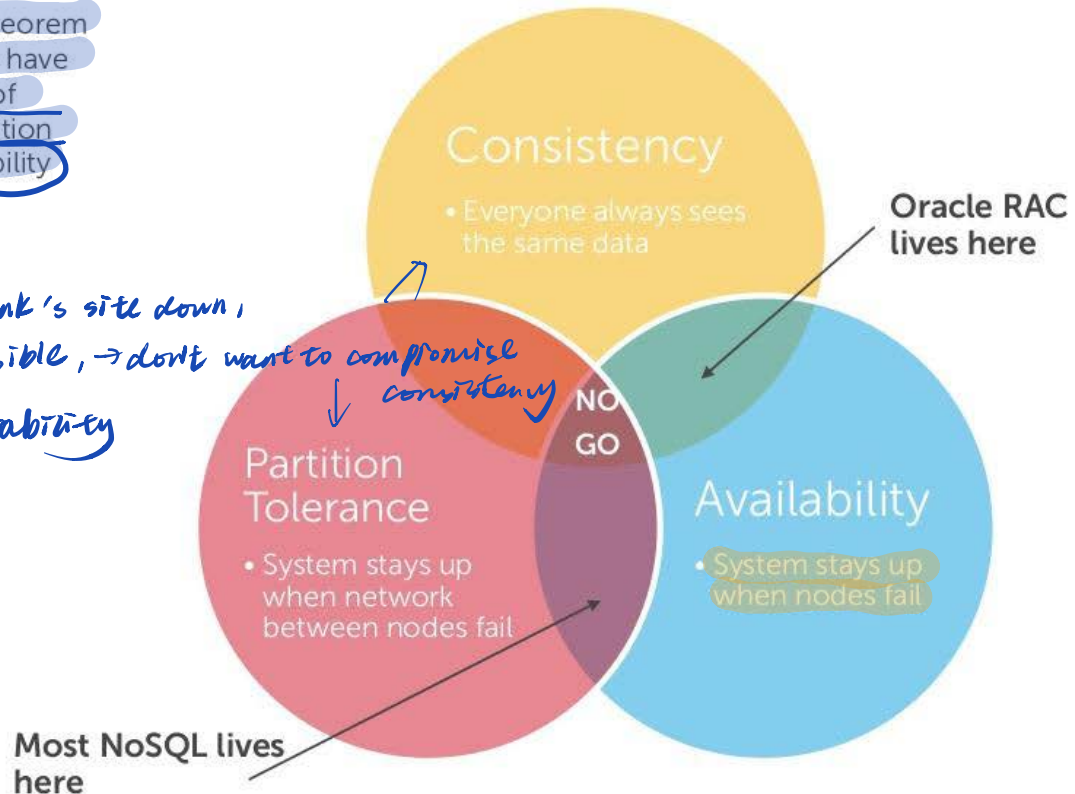 eorem
have
of
tion
bility
Consistency
• Everyone always sees
the same data
Oracle RAC
lives here
nk's site down,
sible, → don't want to compromise
consistency
ability
NO
GO
Partition
Tolerance
• System stays up
when network
between nodes fail
Availability
• System stays up
when nodes fail
Most NoSQL lives
here